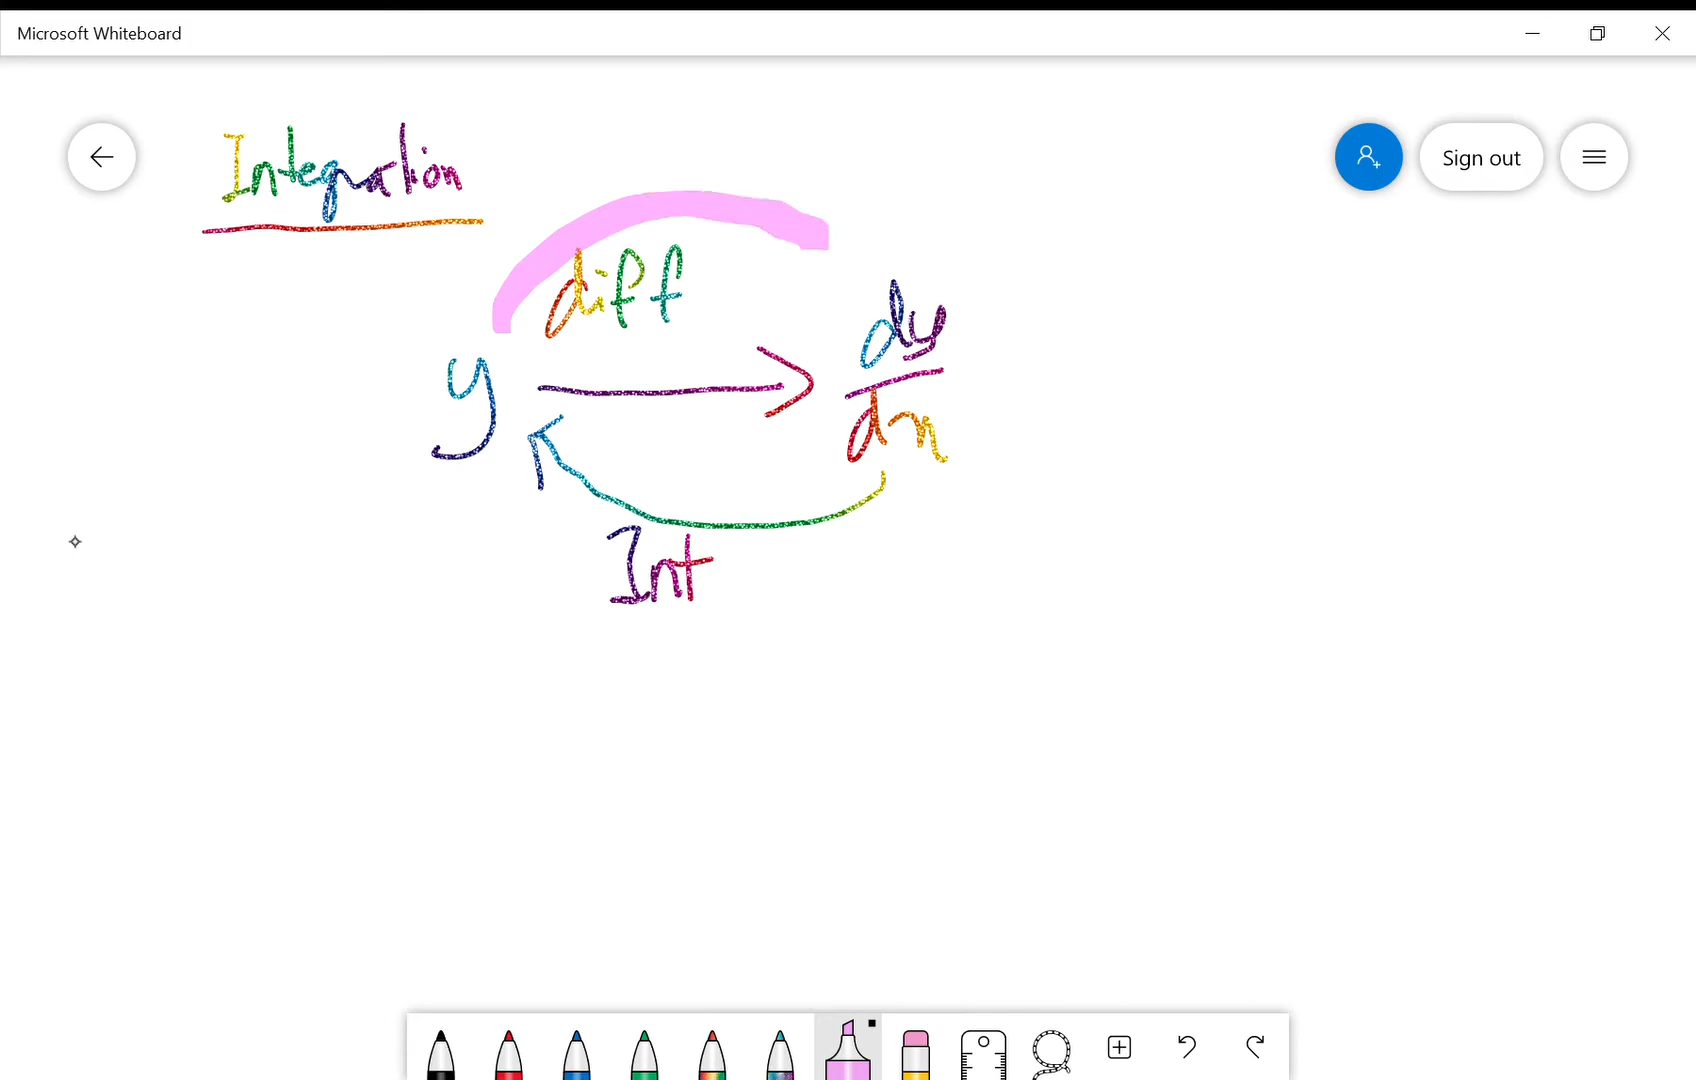 Microsoft Whiteboard
Sign out
Integration
diff
y
dy
dx
Int